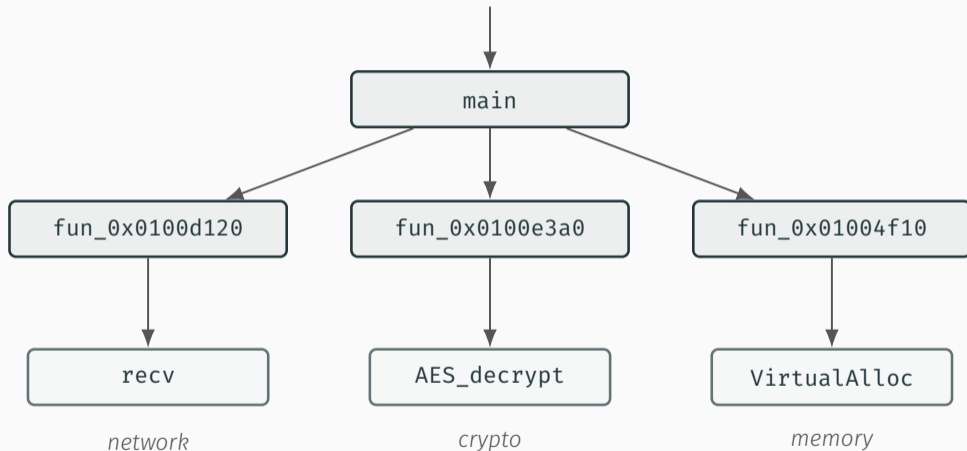 main
fun_0x0100d120
fun_0x0100e3a0
fun_0x01004f10
recv
AES_decrypt
VirtualAlloc
network
crypto
memory